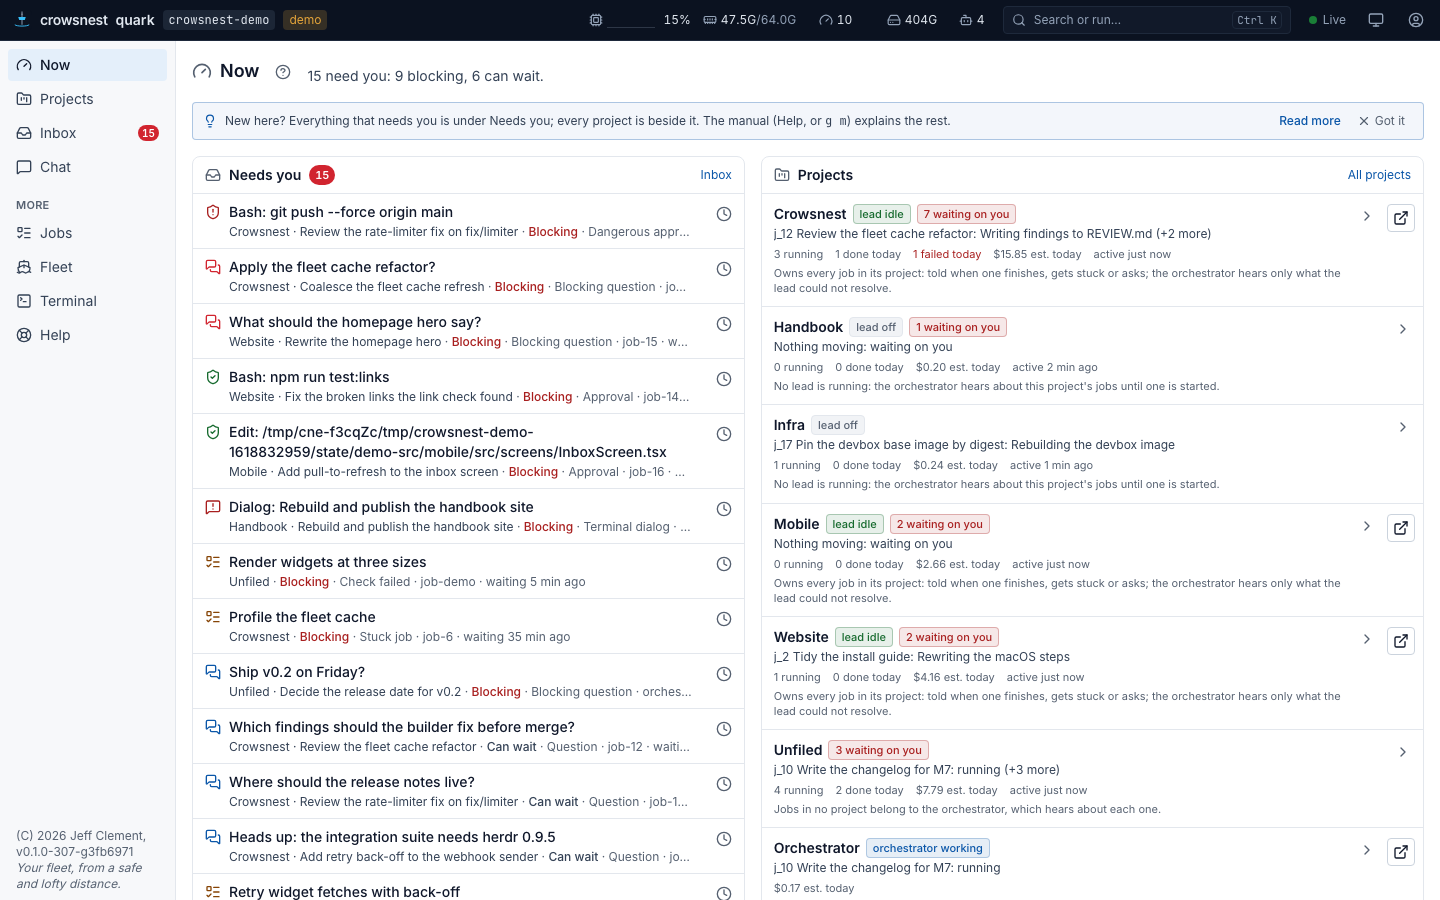 crowsnest quark crowsnest-demo demo 15% 47.5G/64.0G 10 404G 4 Search or run... Ctrl K Live
Now
Projects
Inbox 15
Chat
MORE
Jobs
Fleet
Terminal
Help
(C) 2026 Jeff Clement,
v0.1.0-307-g3fb6971
Your fleet, from a safe
and lofty distance.
Now 15 need you: 9 blocking, 6 can wait.
New here? Everything that needs you is under Needs you; every project is beside it. The manual (Help, or g m) explains the rest. Read more Got it
Needs you 15 Inbox
Bash: git push --force origin main
Crowsnest · Review the rate-limiter fix on fix/limiter · Blocking · Dangerous appr...
Apply the fleet cache refactor?
Crowsnest · Coalesce the fleet cache refresh · Blocking · Blocking question · jo...
What should the homepage hero say?
Website · Rewrite the homepage hero · Blocking · Blocking question · job-15 · w...
Bash: npm run test:links
Website · Fix the broken links the link check found · Blocking · Approval · job-14...
Edit: /tmp/cne-f3cqZc/tmp/crowsnest-demo-
1618832959/state/demo-src/mobile/src/screens/InboxScreen.tsx
Mobile · Add pull-to-refresh to the inbox screen · Blocking · Approval · job-16 · ...
Dialog: Rebuild and publish the handbook site
Handbook · Rebuild and publish the handbook site · Blocking · Terminal dialog · ...
Render widgets at three sizes
Unfiled · Blocking · Check failed · job-demo · waiting 5 min ago
Profile the fleet cache
Crowsnest · Blocking · Stuck job · job-6 · waiting 35 min ago
Ship v0.2 on Friday?
Unfiled · Decide the release date for v0.2 · Blocking · Blocking question · orches...
Which findings should the builder fix before merge?
Crowsnest · Review the fleet cache refactor · Can wait · Question · job-12 · waiti...
Where should the release notes live?
Crowsnest · Review the rate-limiter fix on fix/limiter · Can wait · Question · job-1...
Heads up: the integration suite needs herdr 0.9.5
Crowsnest · Add retry back-off to the webhook sender · Can wait · Question · jo...
Retry widget fetches with back-off
Projects All projects
Crowsnest lead idle 7 waiting on you
j_12 Review the fleet cache refactor: Writing findings to REVIEW.md (+2 more)
3 running 1 done today 1 failed today $15.85 est. today active just now
Owns every job in its project: told when one finishes, gets stuck or asks; the orchestrator hears only what the
lead could not resolve.
Handbook lead off 1 waiting on you
Nothing moving: waiting on you
0 running 0 done today $0.20 est. today active 2 min ago
No lead is running: the orchestrator hears about this project's jobs until one is started.
Infra lead off
j_17 Pin the devbox base image by digest: Rebuilding the devbox image
1 running 0 done today $0.24 est. today active 1 min ago
No lead is running: the orchestrator hears about this project's jobs until one is started.
Mobile lead idle 2 waiting on you
Nothing moving: waiting on you
0 running 0 done today $2.66 est. today active just now
Owns every job in its project: told when one finishes, gets stuck or asks; the orchestrator hears only what the
lead could not resolve.
Website lead idle 2 waiting on you
j_2 Tidy the install guide: Rewriting the macOS steps
1 running 0 done today $4.16 est. today active just now
Owns every job in its project: told when one finishes, gets stuck or asks; the orchestrator hears only what the
lead could not resolve.
Unfiled 3 waiting on you
j_10 Write the changelog for M7: running (+3 more)
4 running 2 done today $7.79 est. today active just now
Jobs in no project belong to the orchestrator, which hears about each one.
Orchestrator orchestrator working
j_10 Write the changelog for M7: running
$0.17 est. today